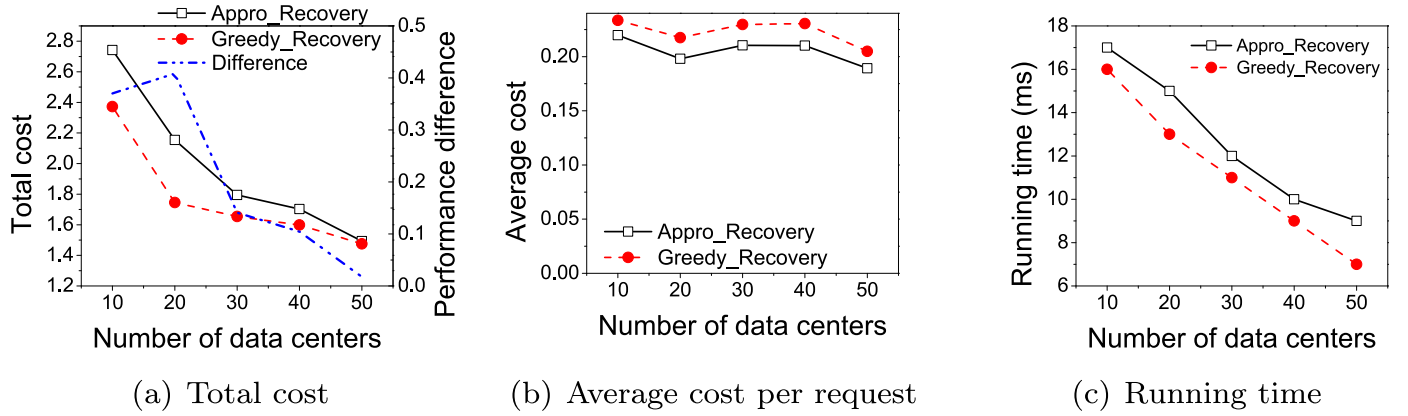 Appro_Recovery
Greedy_Recovery
Difference
2.8
2.6
2.4
2.2
2.0
1.8
1.6
1.4
1.2
0.5
0.4
0.3
0.2
0.1
0.0
Total cost
Performance difference
10 20 30 40 50
Number of data centers
(a) Total cost
0.20
0.15
0.10
0.05
0.00
Average cost
Appro_Recovery
Greedy_Recovery
10 20 30 40 50
Number of data centers
(b) Average cost per request
18
16
14
12
10
8
6
Running time (ms)
Appro_Recovery
Greedy_Recovery
10 20 30 40 50
Number of data centers
(c) Running time